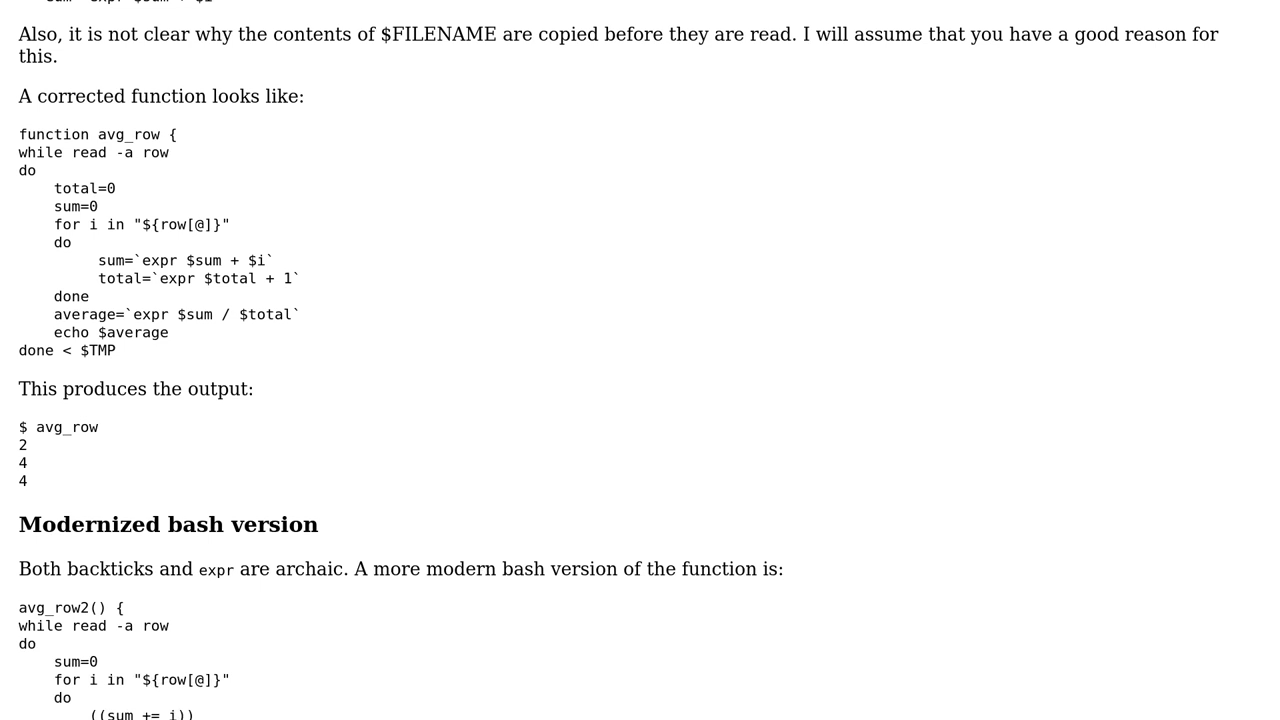 sum=`expr $sum + $i`
Also, it is not clear why the contents of $FILENAME are copied before they are read. I will assume that you have a good reason for
this.
A corrected function looks like:
function avg_row {
while read -a row
do
    total=0
    sum=0
    for i in "${row[@]}"
    do
         sum=`expr $sum + $i`
         total=`expr $total + 1`
    done
    average=`expr $sum / $total`
    echo $average
done < $TMP
This produces the output:
$ avg_row
2
4
4
Modernized bash version
Both backticks and expr are archaic. A more modern bash version of the function is:
avg_row2() {
while read -a row
do
    sum=0
    for i in "${row[@]}"
    do
        ((sum += i))